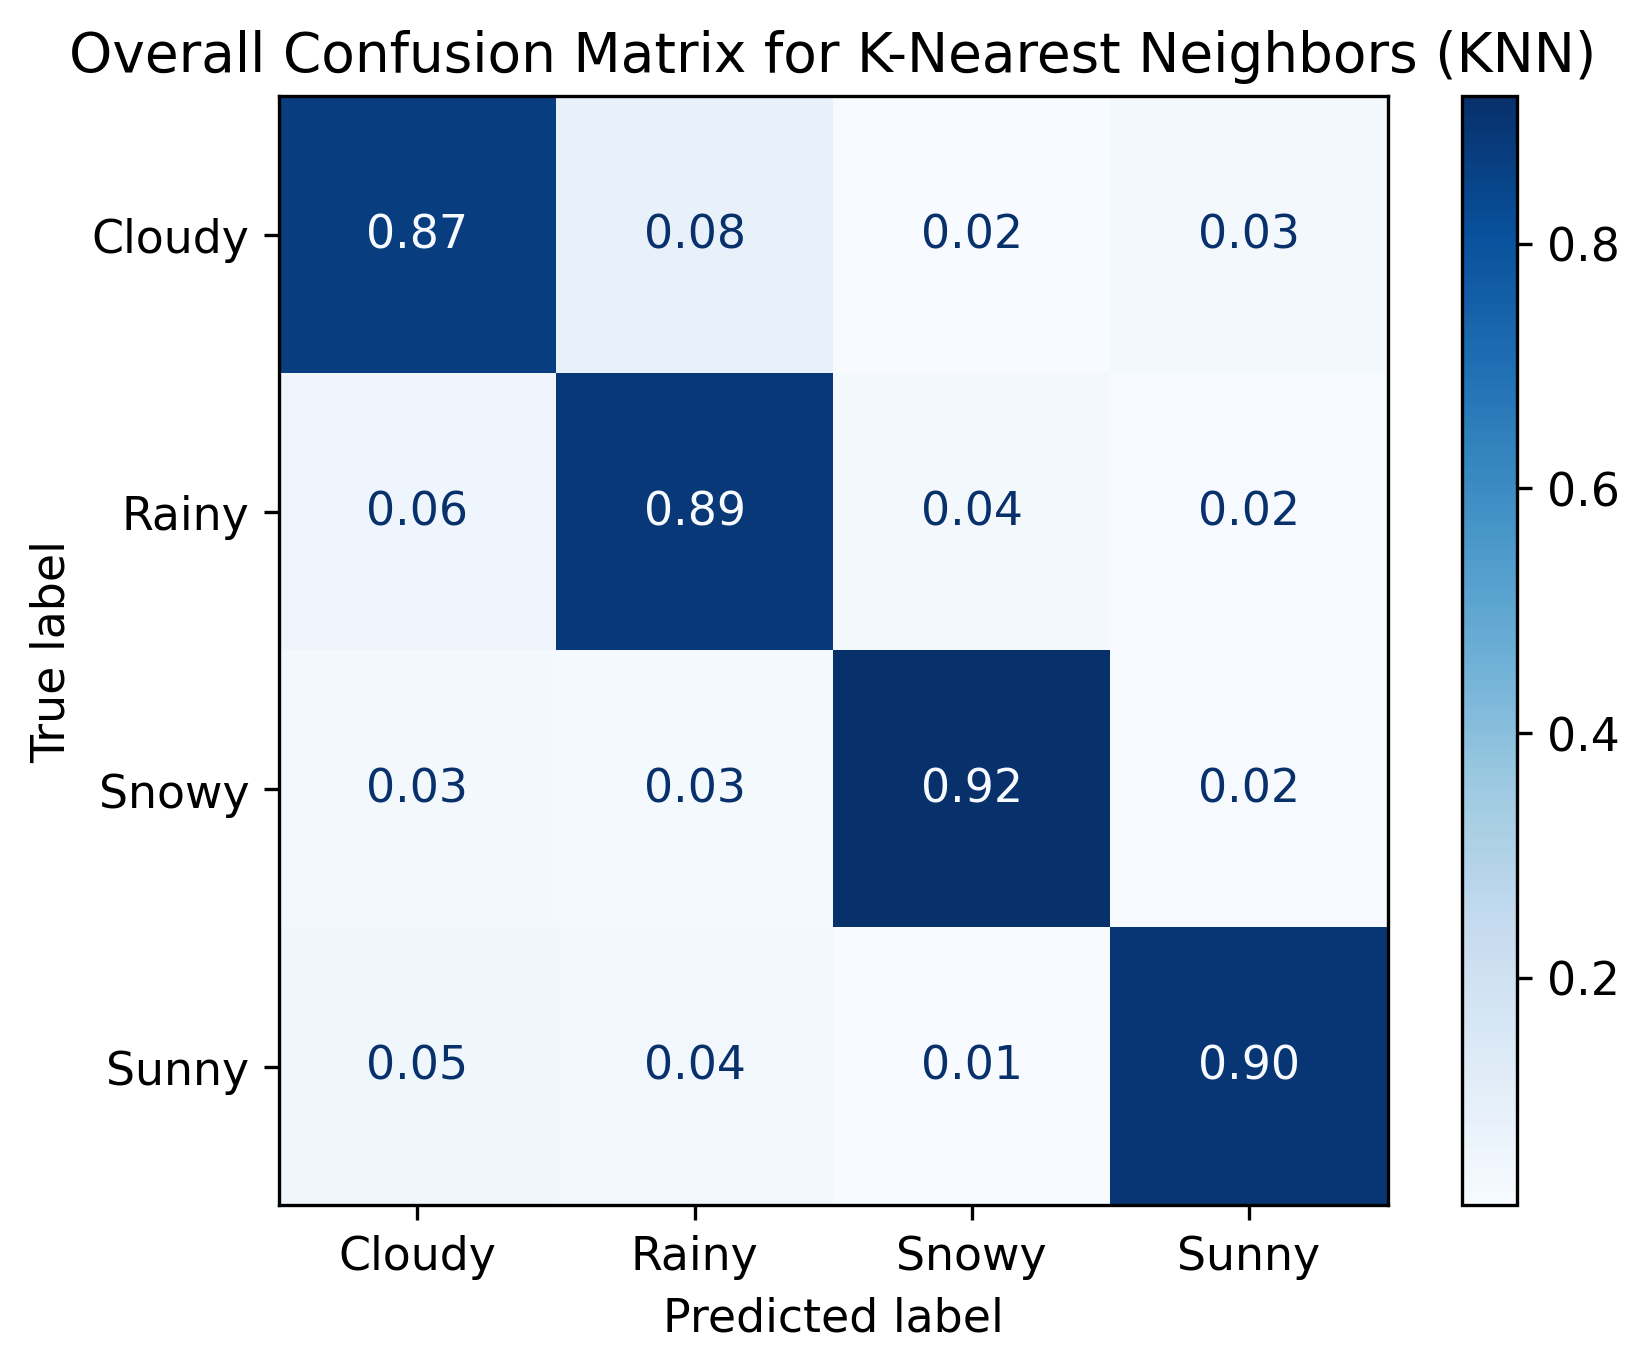 Overall Confusion Matrix for K-Nearest Neighbors (KNN)
Cloudy 0.87 0.08 0.02 0.03
Rainy 0.06 0.89 0.04 0.02
Snowy 0.03 0.03 0.92 0.02
Sunny 0.05 0.04 0.01 0.90
Cloudy Rainy Snowy Sunny
Predicted label
True label
0.8
0.6
0.4
0.2